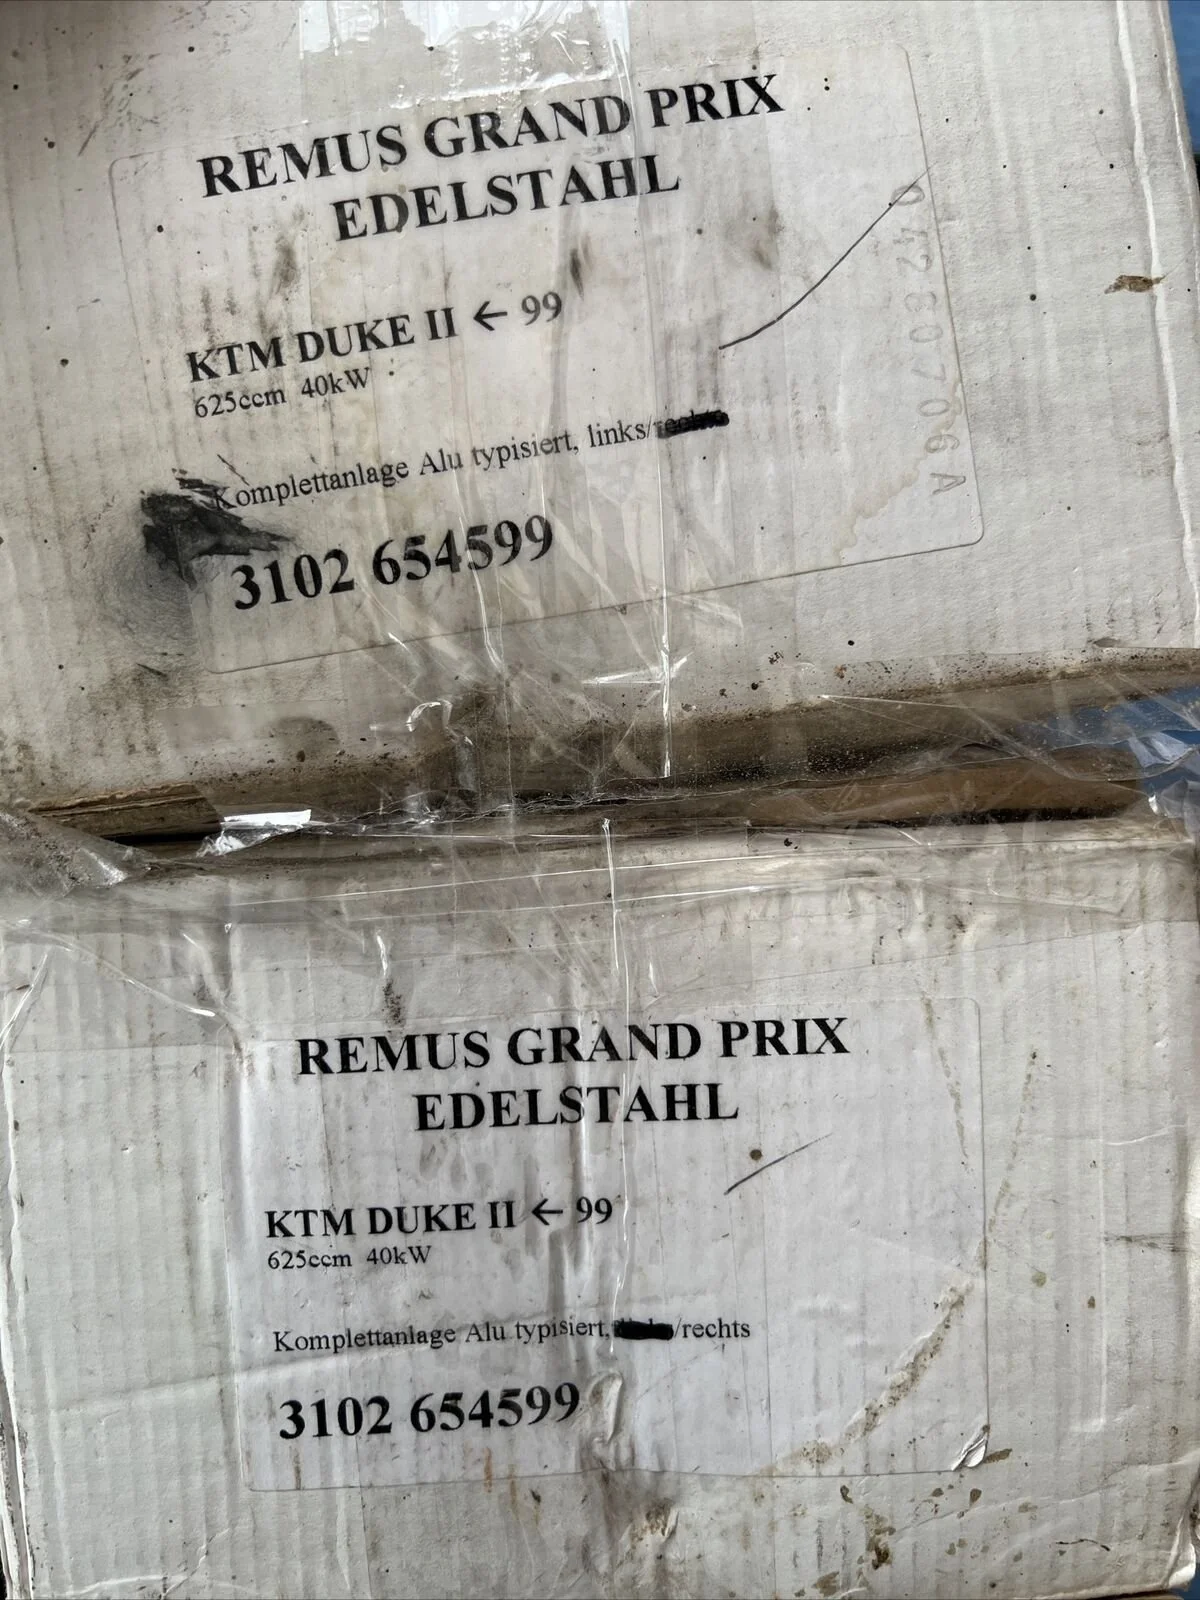 REMUS GRAND PRIX
EDELSTAHL
KTM DUKE II ← 99
625ccm 40kW
Komplettanlage Alu typisiert, links/rechts
3102 654599
REMUS GRAND PRIX
EDELSTAHL
KTM DUKE II ← 99
625ccm 40kW
Komplettanlage Alu typisiert, /rechts
3102 654599